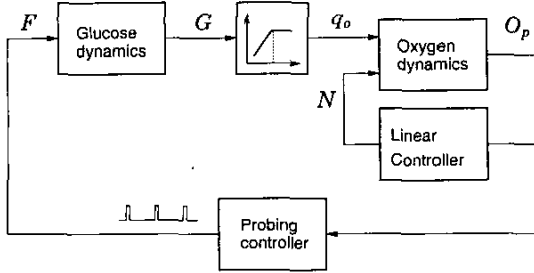 F
Glucose
dynamics
G
q_o
Oxygen
dynamics
O_p
N
Linear
Controller
Probing
controller